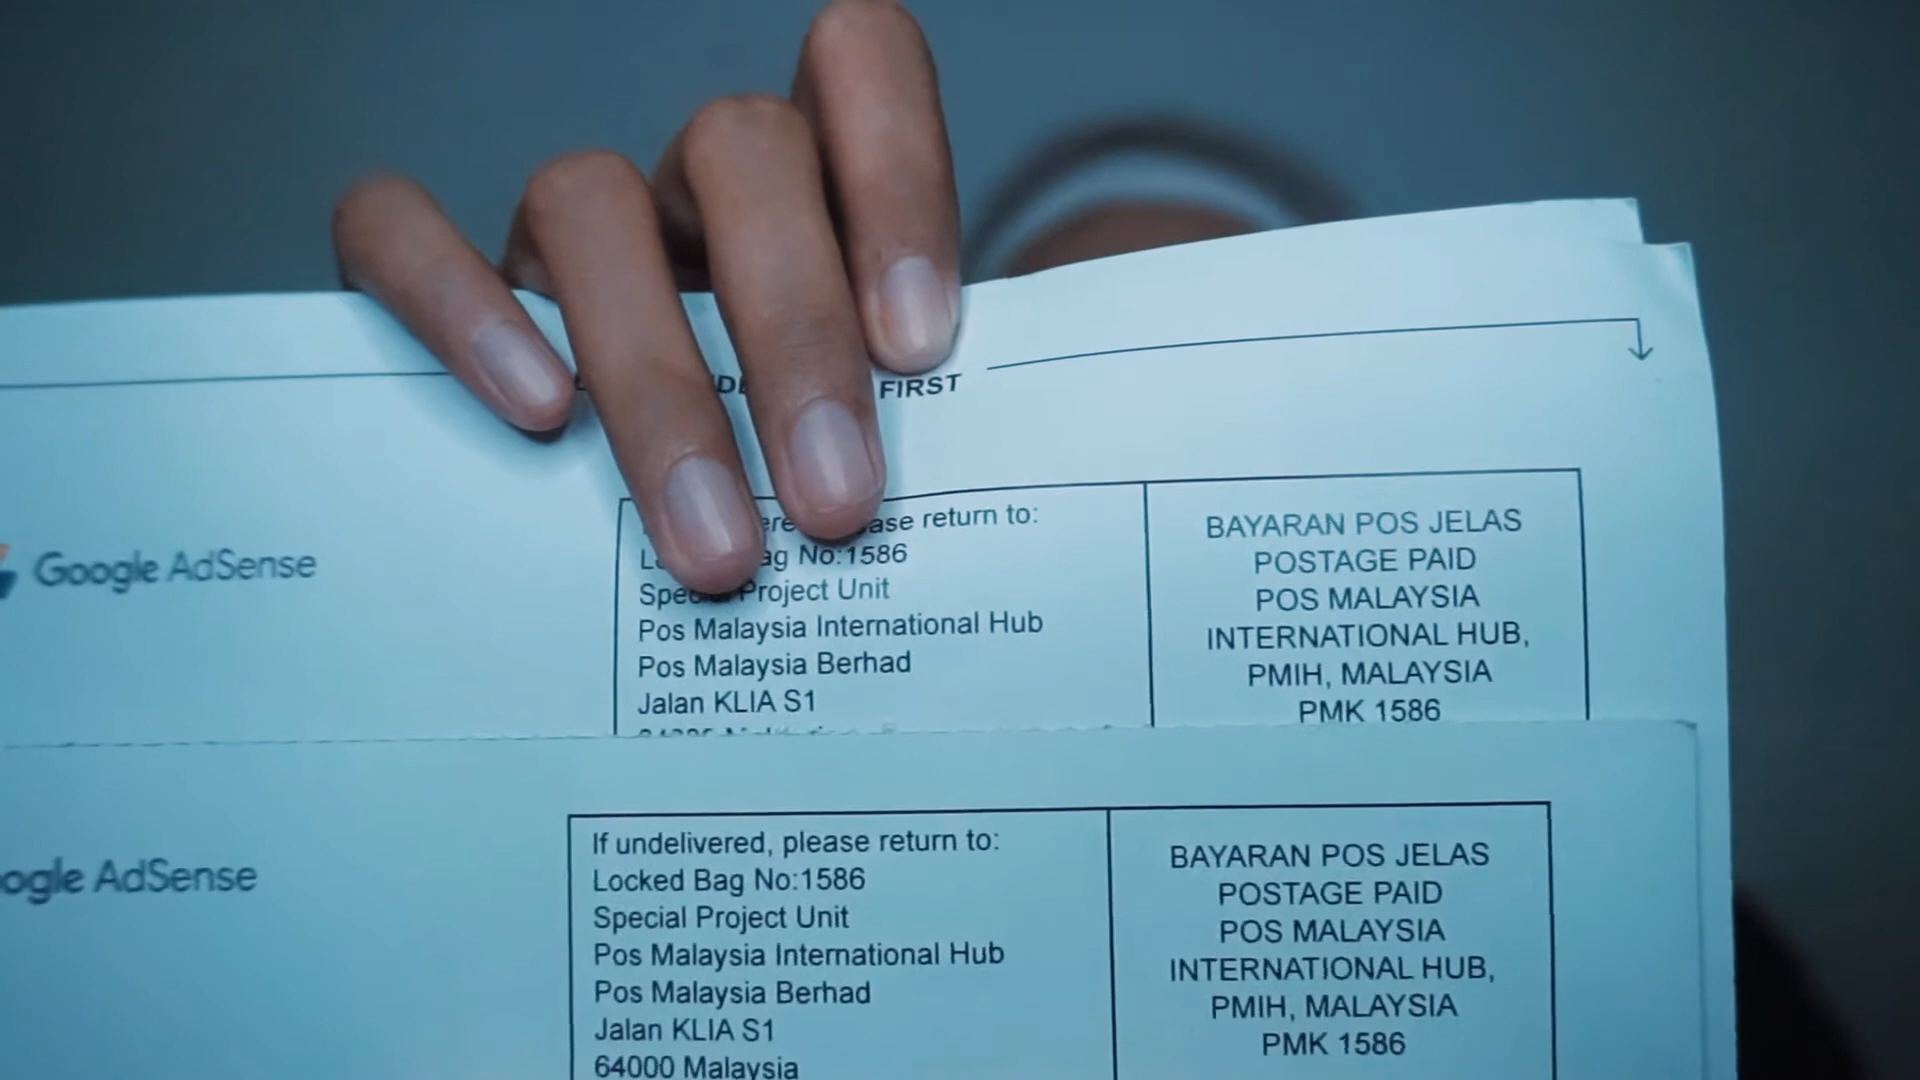 FIRST
Google AdSense
ase return to:
ag No:1586
Project Unit
Pos Malaysia International Hub
Pos Malaysia Berhad
Jalan KLIA S1
BAYARAN POS JELAS
POSTAGE PAID
POS MALAYSIA
INTERNATIONAL HUB,
PMIH, MALAYSIA
PMK 1586
ogle AdSense
If undelivered, please return to:
Locked Bag No:1586
Special Project Unit
Pos Malaysia International Hub
Pos Malaysia Berhad
Jalan KLIA S1
64000 Malaysia
BAYARAN POS JELAS
POSTAGE PAID
POS MALAYSIA
INTERNATIONAL HUB,
PMIH, MALAYSIA
PMK 1586